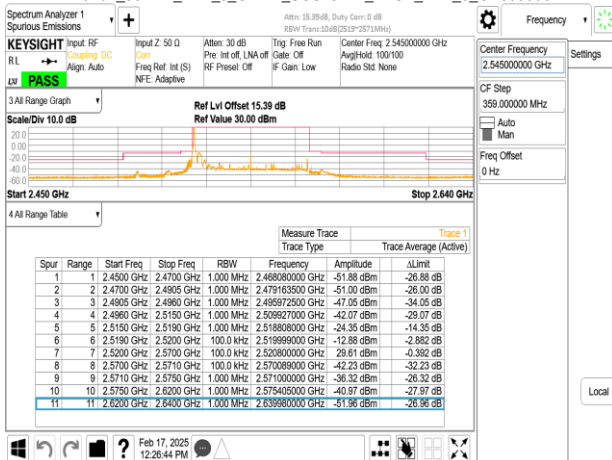 Spectrum Analyzer 1
Spurious Emissions
Attn: 15.39dB, Duty Corr: 0 dB
RBW Trans:10dB(2519~2571MHz)
Frequency
KEYSIGHT
RL
LXI
PASS
Input: RF
Coupling: DC
Align: Auto
Input Z: 50 Ω
Corr
Freq Ref: Int (S)
NFE: Adaptive
Atten: 30 dB
Pre: Int off, LNA off
RF Preset: Off
Trig: Free Run
Gate: Off
IF Gain: Low
Center Freq: 2.545000000 GHz
Avg|Hold: 100/100
Radio Std: None
Center Frequency
2.545000000 GHz
Settings
CF Step
359.000000 MHz
Auto
Man
Freq Offset
0 Hz
Local
3 All Range Graph
Scale/Div 10.0 dB
Ref Lvl Offset 15.39 dB
Ref Value 30.00 dBm
20.0
0.00
-20.0
-40.0
-60.0
Start 2.450 GHz
Stop 2.640 GHz
4 All Range Table
Measure Trace Trace 1
Trace Type Trace Average (Active)
Spur Range Start Freq Stop Freq RBW Frequency Amplitude ΔLimit
1 1 2.4500 GHz 2.4700 GHz 1.000 MHz 2.468080000 GHz -51.88 dBm -26.88 dB
2 2 2.4700 GHz 2.4905 GHz 1.000 MHz 2.479163500 GHz -51.00 dBm -26.00 dB
3 3 2.4905 GHz 2.4960 GHz 1.000 MHz 2.495972500 GHz -47.05 dBm -34.05 dB
4 4 2.4960 GHz 2.5150 GHz 1.000 MHz 2.509927000 GHz -42.07 dBm -29.07 dB
5 5 2.5150 GHz 2.5190 GHz 1.000 MHz 2.518808000 GHz -24.35 dBm -14.35 dB
6 6 2.5190 GHz 2.5200 GHz 100.0 kHz 2.519999000 GHz -12.88 dBm -2.882 dB
7 7 2.5200 GHz 2.5700 GHz 100.0 kHz 2.520800000 GHz 29.61 dBm -0.392 dB
8 8 2.5700 GHz 2.5710 GHz 100.0 kHz 2.570089000 GHz -42.23 dBm -32.23 dB
9 9 2.5710 GHz 2.5750 GHz 1.000 MHz 2.571000000 GHz -36.32 dBm -26.32 dB
10 10 2.5750 GHz 2.6200 GHz 1.000 MHz 2.575405000 GHz -40.97 dBm -27.97 dB
11 11 2.6200 GHz 2.6400 GHz 1.000 MHz 2.639980000 GHz -51.96 dBm -26.96 dB
Feb 17, 2025
12:26:44 PM